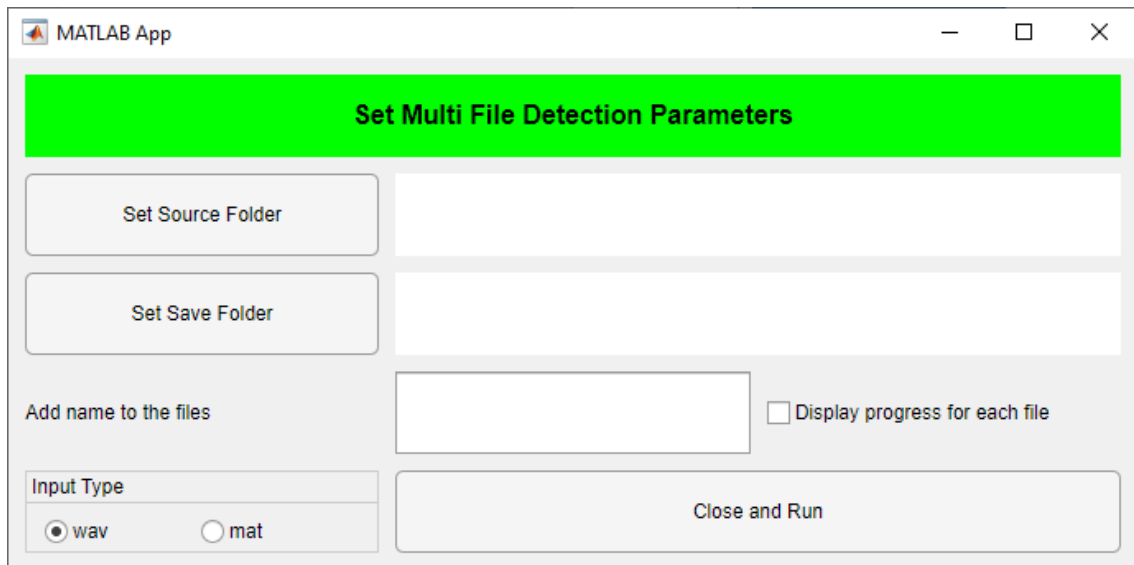 MATLAB App
Set Multi File Detection Parameters
Set Source Folder
Set Save Folder
Add name to the files
Display progress for each file
Input Type
wav
mat
Close and Run